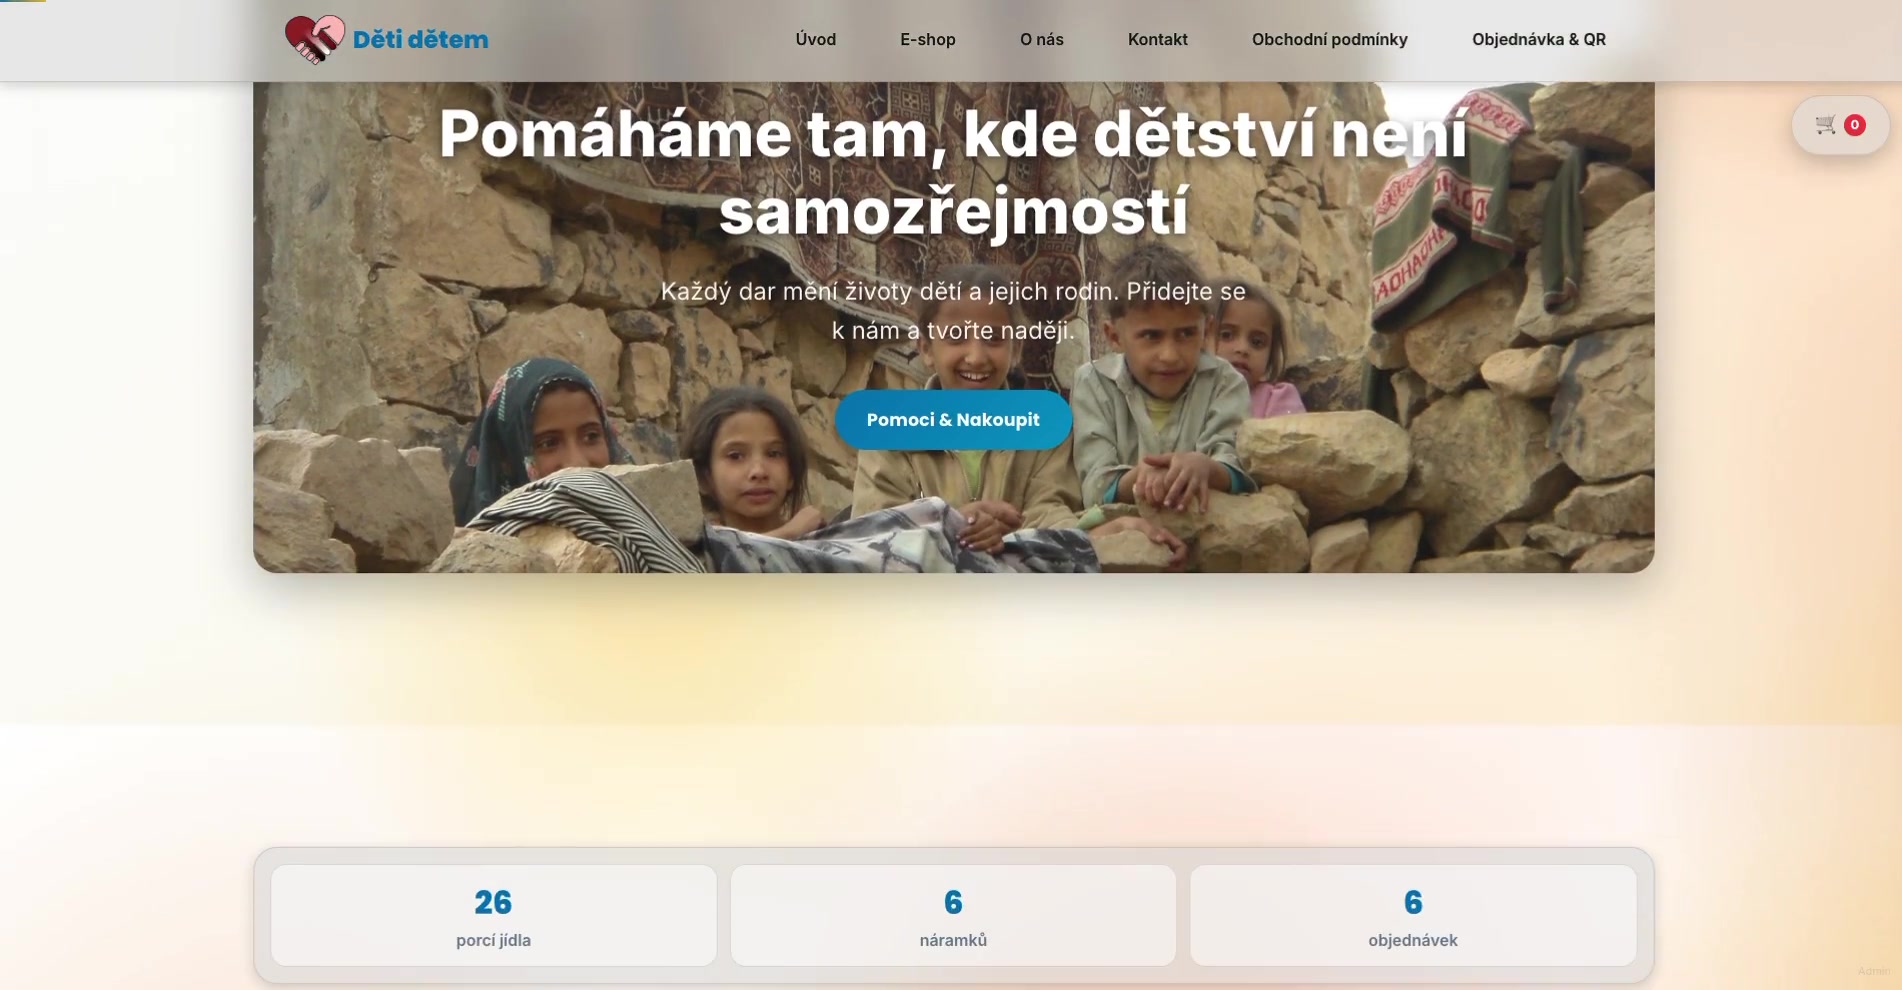 Děti dětem
Úvod
E-shop
O nás
Kontakt
Obchodní podmínky
Objednávka & QR
0
Pomáháme tam, kde dětství není
samozřejmostí
Každý dar mění životy dětí a jejich rodin. Přidejte se
k nám a tvořte naději.
Pomoci & Nakoupit
26
porcí jídla
6
náramků
6
objednávek
Admin